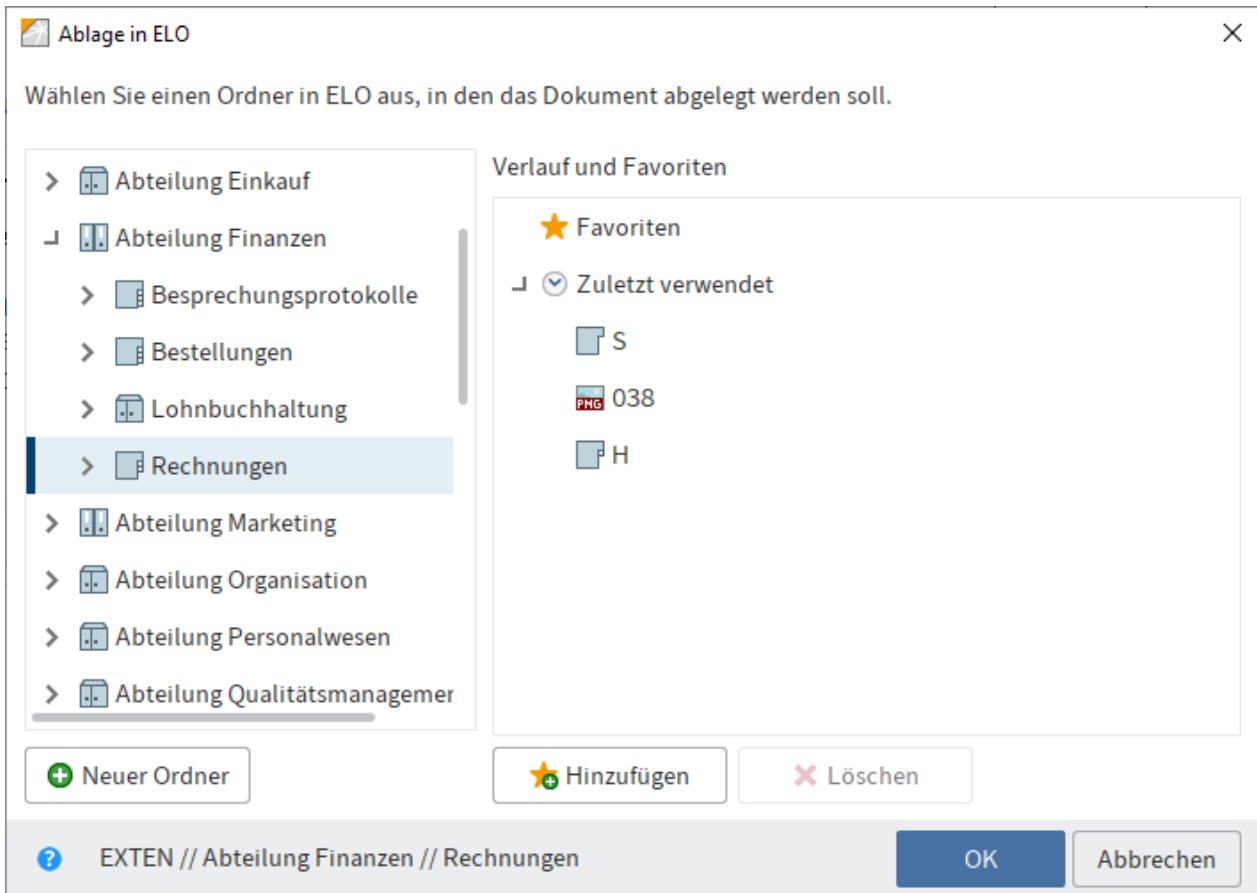 Ablage in ELO
Wählen Sie einen Ordner in ELO aus, in den das Dokument abgelegt werden soll.
Abteilung Einkauf
Abteilung Finanzen
Besprechungsprotokolle
Bestellungen
Lohnbuchhaltung
Rechnungen
Abteilung Marketing
Abteilung Organisation
Abteilung Personalwesen
Abteilung Qualitätsmanagemen
Neuer Ordner
Verlauf und Favoriten
Favoriten
Zuletzt verwendet
S
PNG 038
H
Hinzufügen
Löschen
EXTEN // Abteilung Finanzen // Rechnungen
OK
Abbrechen